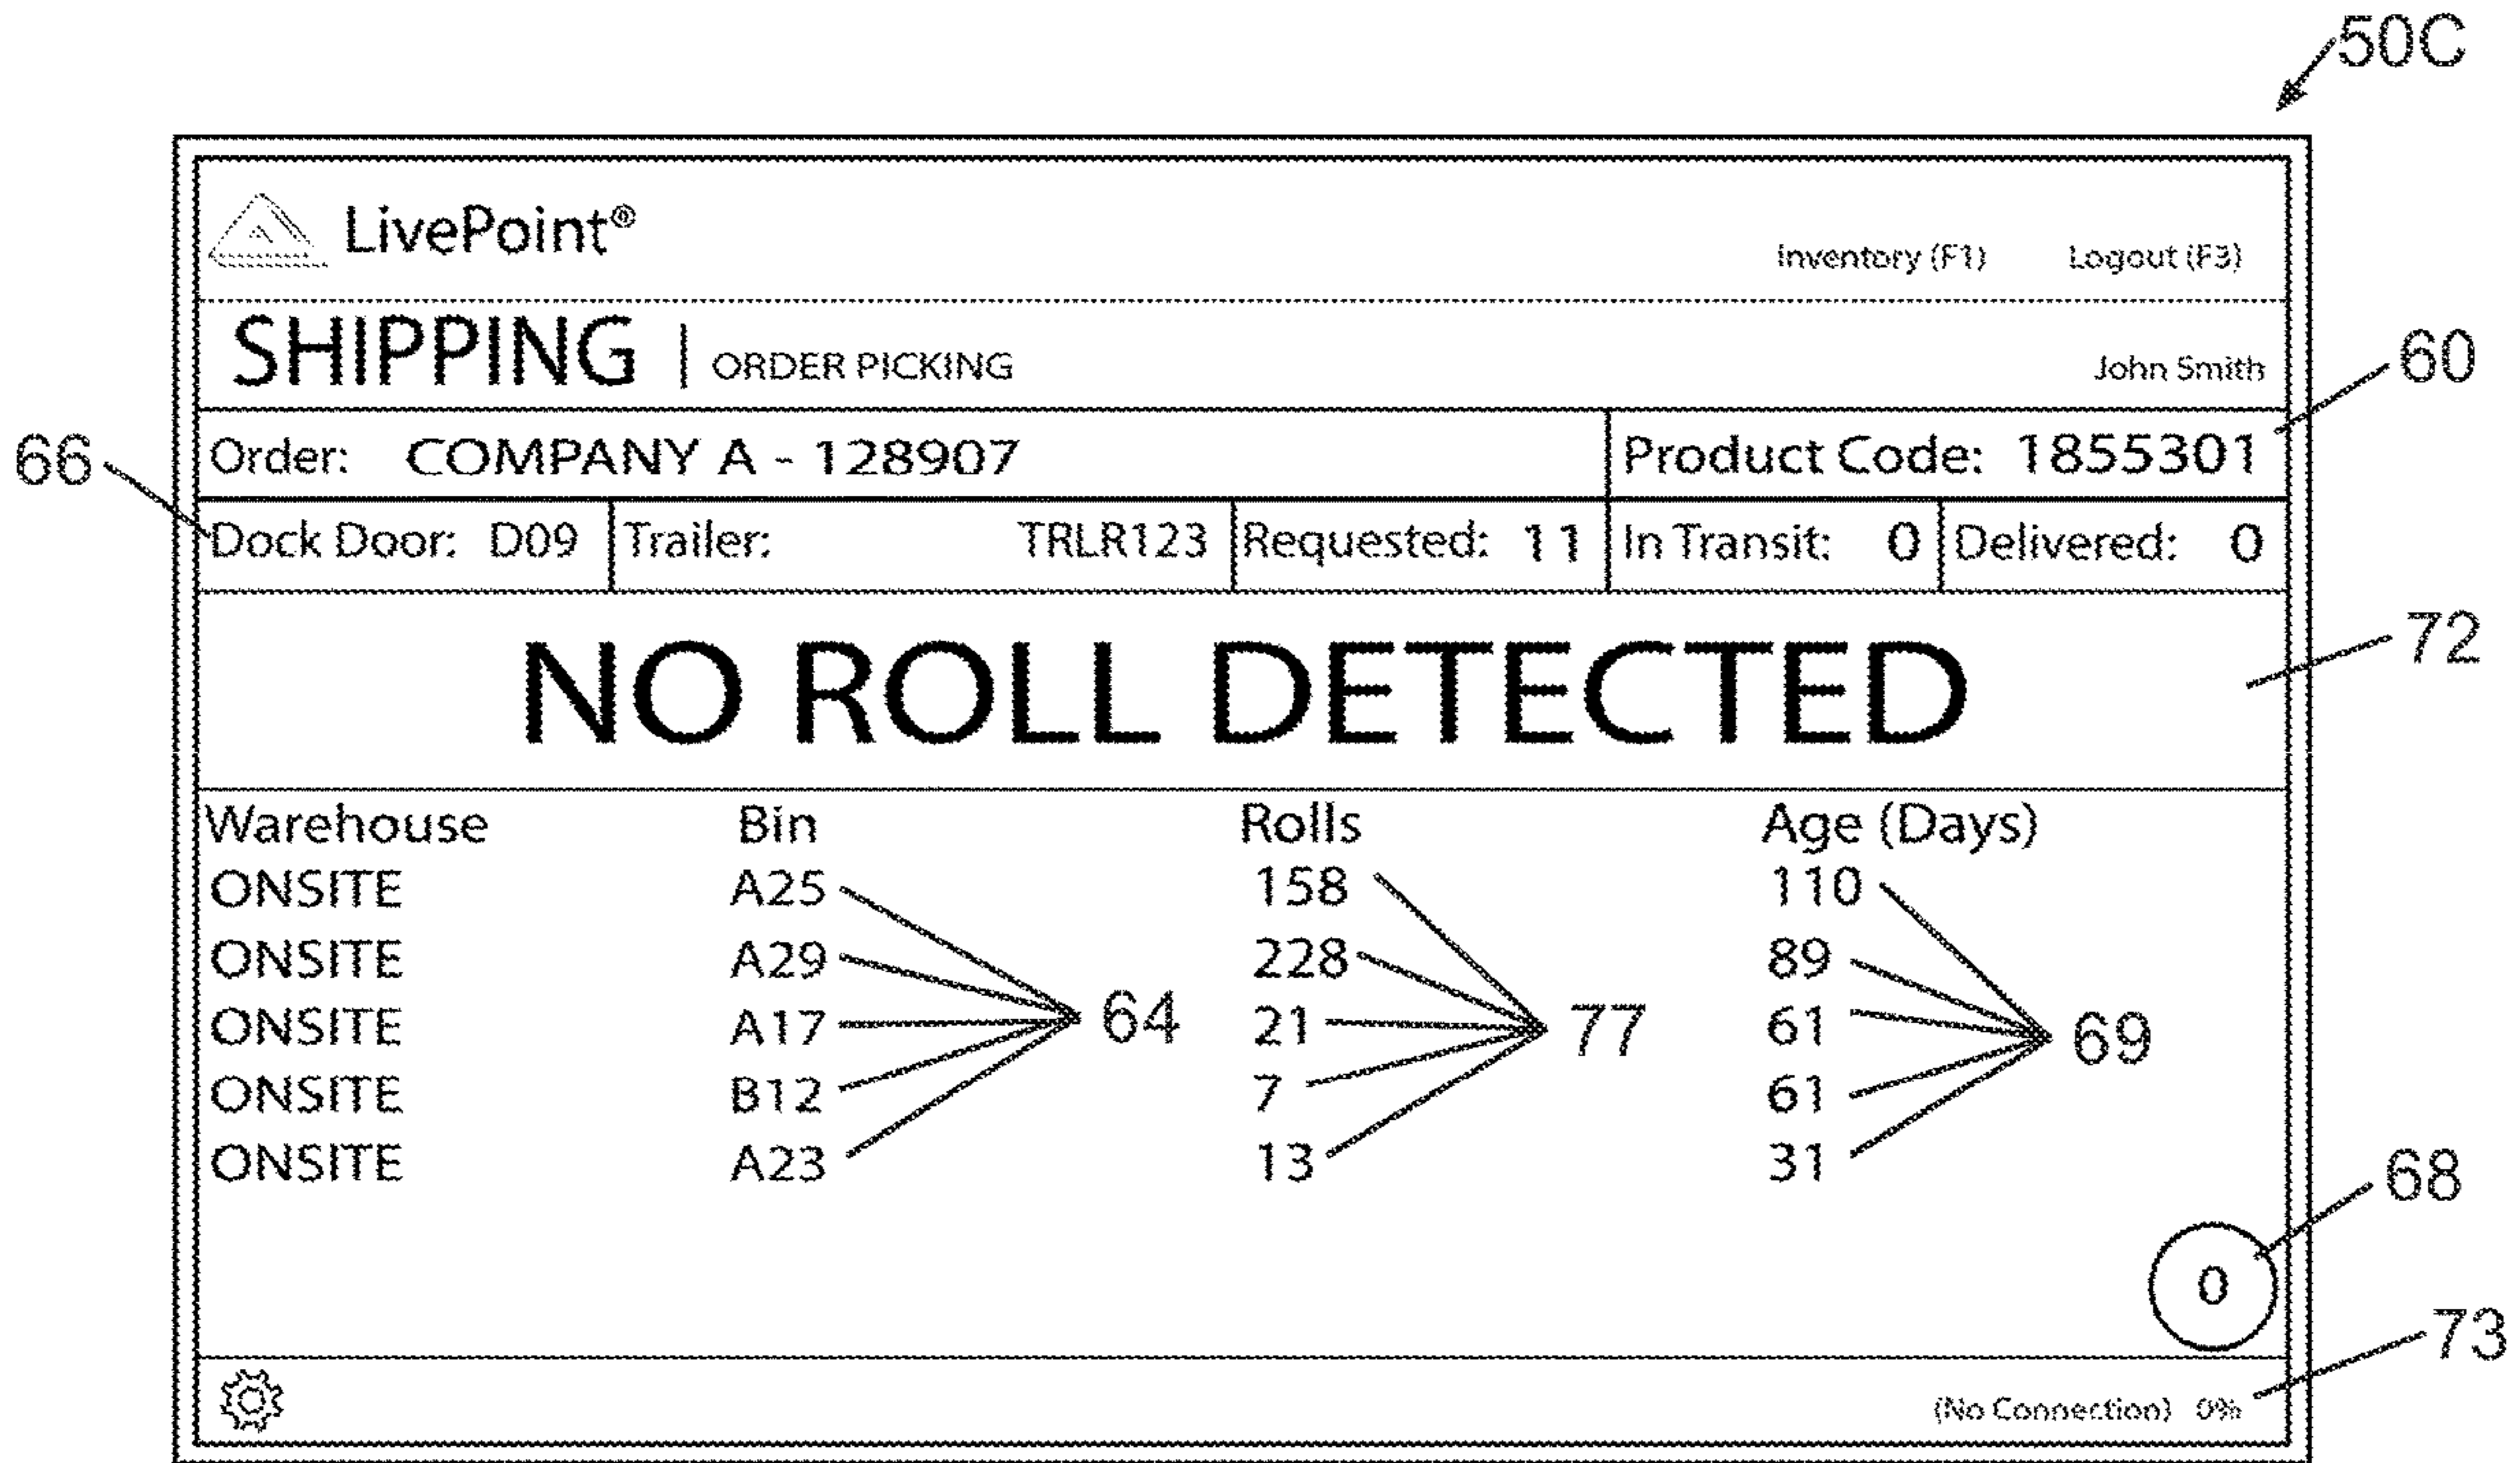 50C
LivePoint®
Inventory (F1) Logout (F3)
SHIPPING | ORDER PICKING John Smith
60
66
Order: COMPANY A - 128907 Product Code: 1855301
Dock Door: D09 Trailer: TRLR123 Requested: 11 In Transit: 0 Delivered: 0
72
NO ROLL DETECTED
Warehouse Bin Rolls Age (Days)
ONSITE A25 158 110
ONSITE A29 228 89
ONSITE A17 64 21 77 61 69
ONSITE B12 7 61
ONSITE A23 13 31
68
0
73
(No Connection) 0%